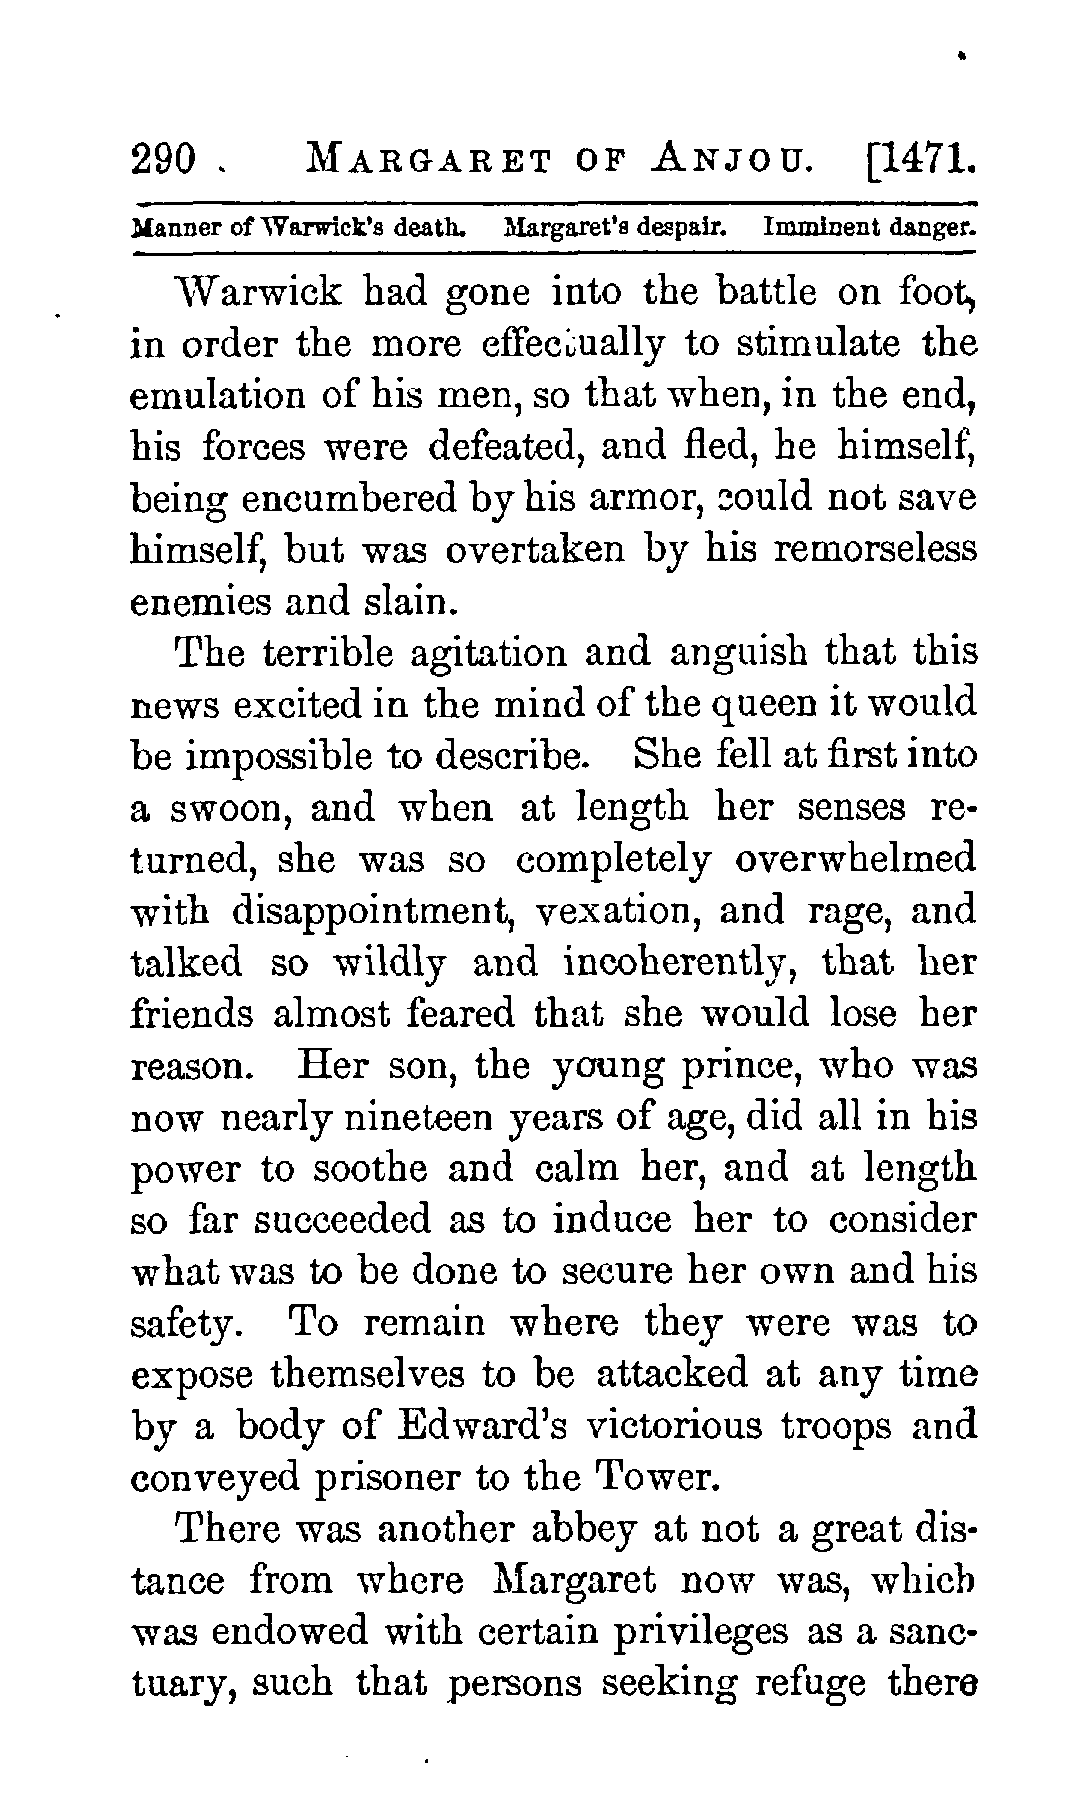 290 . MARGARET OF ANJOU. [1471.
Manner of Warwick's death. Margaret's despair. Imminent danger.
Warwick had gone into the battle on foot,
in order the more effectually to stimulate the
emulation of his men, so that when, in the end,
his forces were defeated, and fled, he himself,
being encumbered by his armor, could not save
himself, but was overtaken by his remorseless
enemies and slain.
The terrible agitation and anguish that this
news excited in the mind of the queen it would
be impossible to describe. She fell at first into
a swoon, and when at length her senses re-
turned, she was so completely overwhelmed
with disappointment, vexation, and rage, and
talked so wildly and incoherently, that her
friends almost feared that she would lose her
reason. Her son, the young prince, who was
now nearly nineteen years of age, did all in his
power to soothe and calm her, and at length
so far succeeded as to induce her to consider
what was to be done to secure her own and his
safety. To remain where they were was to
expose themselves to be attacked at any time
by a body of Edward's victorious troops and
conveyed prisoner to the Tower.
There was another abbey at not a great dis-
tance from where Margaret now was, which
was endowed with certain privileges as a sanc-
tuary, such that persons seeking refuge there